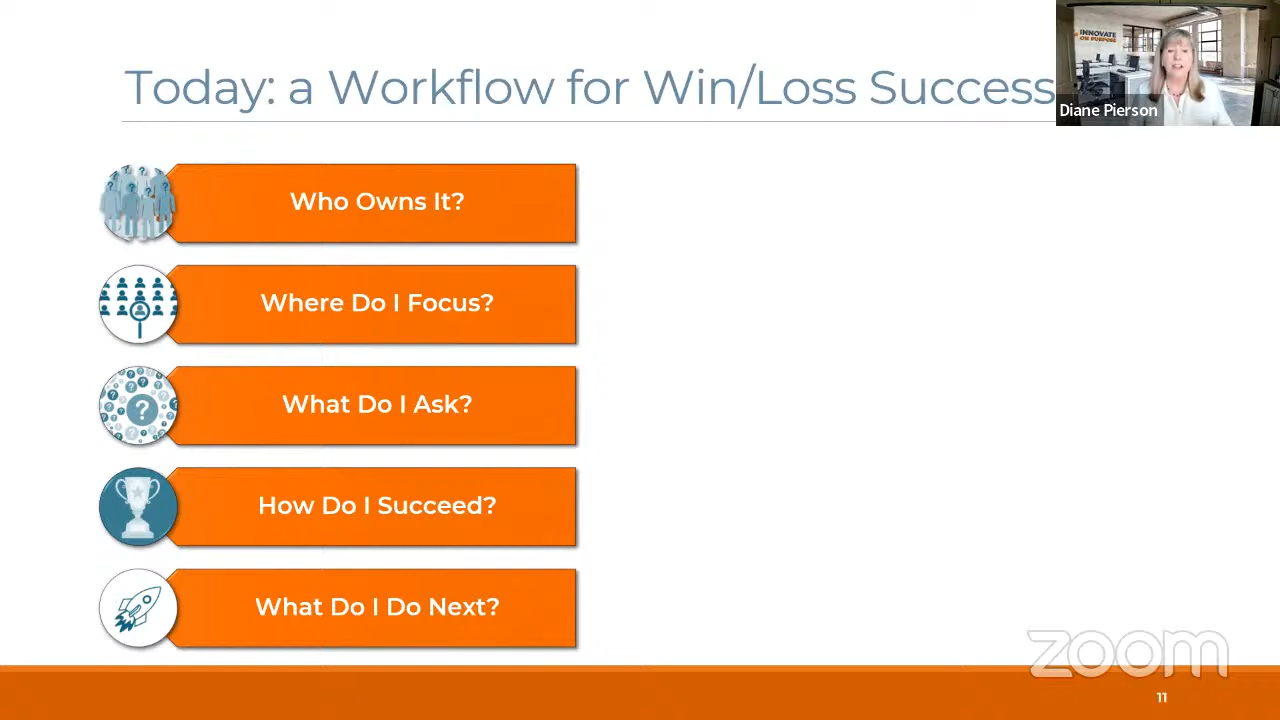 Today: a Workflow for Win/Loss Success
INNOVATE
ON PURPOSE
Diane Pierson
Who Owns It?
Where Do I Focus?
What Do I Ask?
How Do I Succeed?
What Do I Do Next?
zoom
11